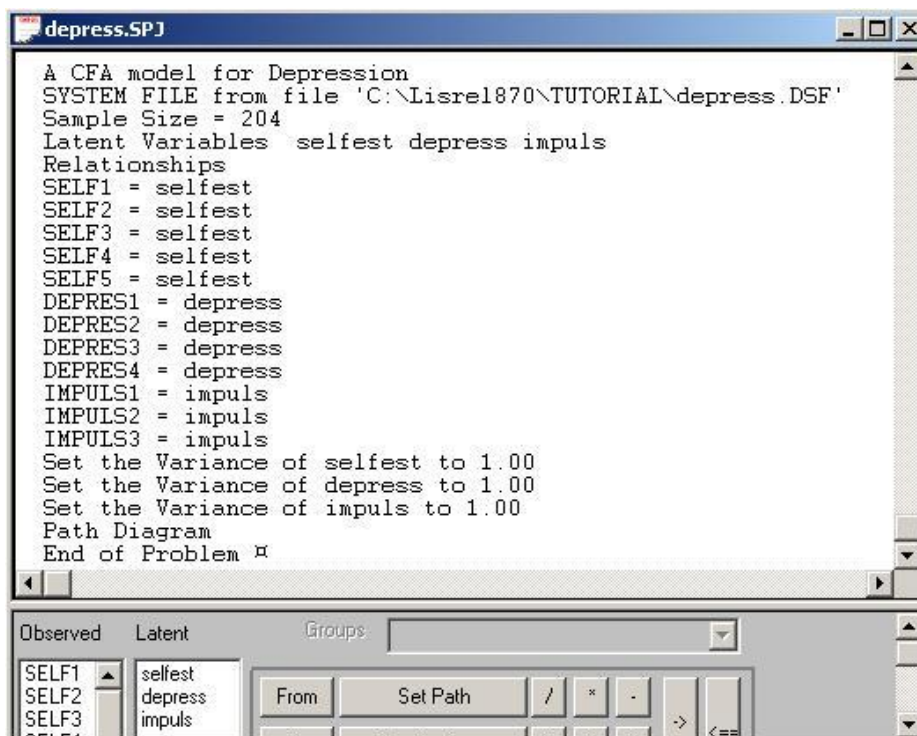 depress.SPJ
A CFA model for Depression
SYSTEM FILE from file 'C:\Lisrel870\TUTORIAL\depress.DSF'
Sample Size = 204
Latent Variables  selfest depress impuls
Relationships
SELF1 = selfest
SELF2 = selfest
SELF3 = selfest
SELF4 = selfest
SELF5 = selfest
DEPRES1 = depress
DEPRES2 = depress
DEPRES3 = depress
DEPRES4 = depress
IMPULS1 = impuls
IMPULS2 = impuls
IMPULS3 = impuls
Set the Variance of selfest to 1.00
Set the Variance of depress to 1.00
Set the Variance of impuls to 1.00
Path Diagram
End of Problem ¤
Observed Latent Groups
SELF1 selfest
SELF2 depress From Set Path / * -
SELF3 impuls -> <==